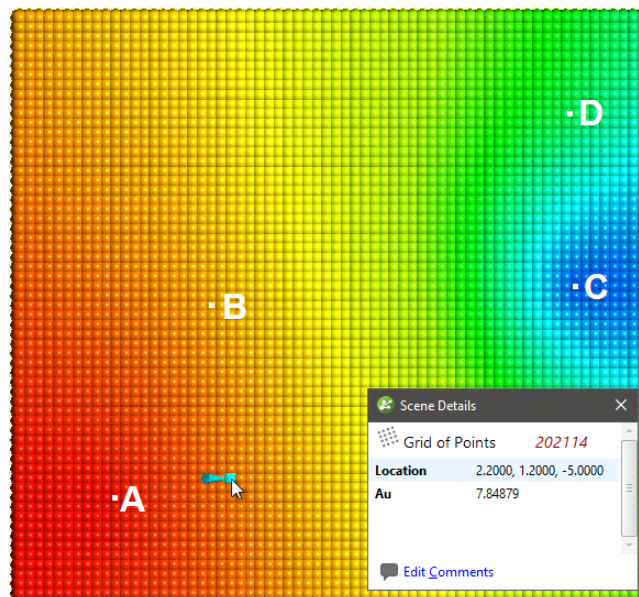 D
C
B
Scene Details
Grid of Points 202114
Location 2.2000, 1.2000, -5.0000
Au 7.84879
A
Edit Comments